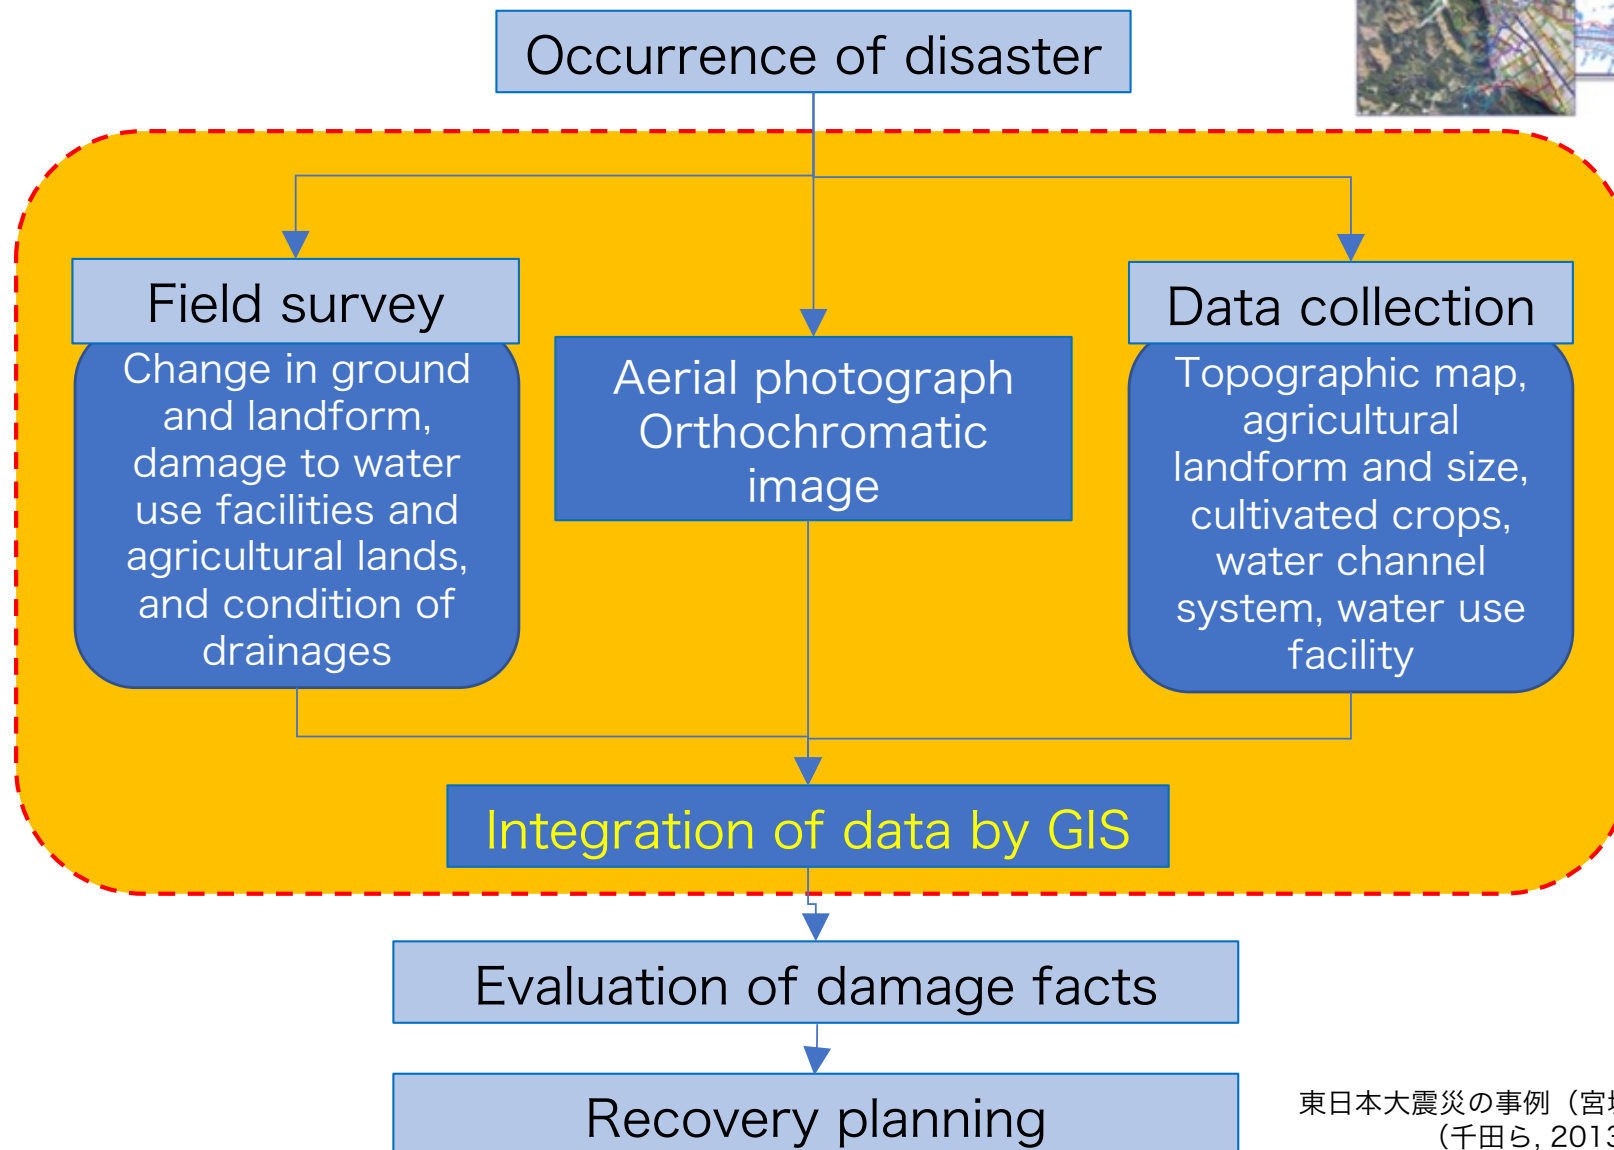 Occurrence of disaster
Field survey
Change in ground
and landform,
damage to water
use facilities and
agricultural lands,
and condition of
drainages
Aerial photograph
Orthochromatic
image
Data collection
Topographic map,
agricultural
landform and size,
cultivated crops,
water channel
system, water use
facility
Integration of data by GIS
Evaluation of damage facts
Recovery planning
東日本大震災の事例（宮城
（千田ら, 2013